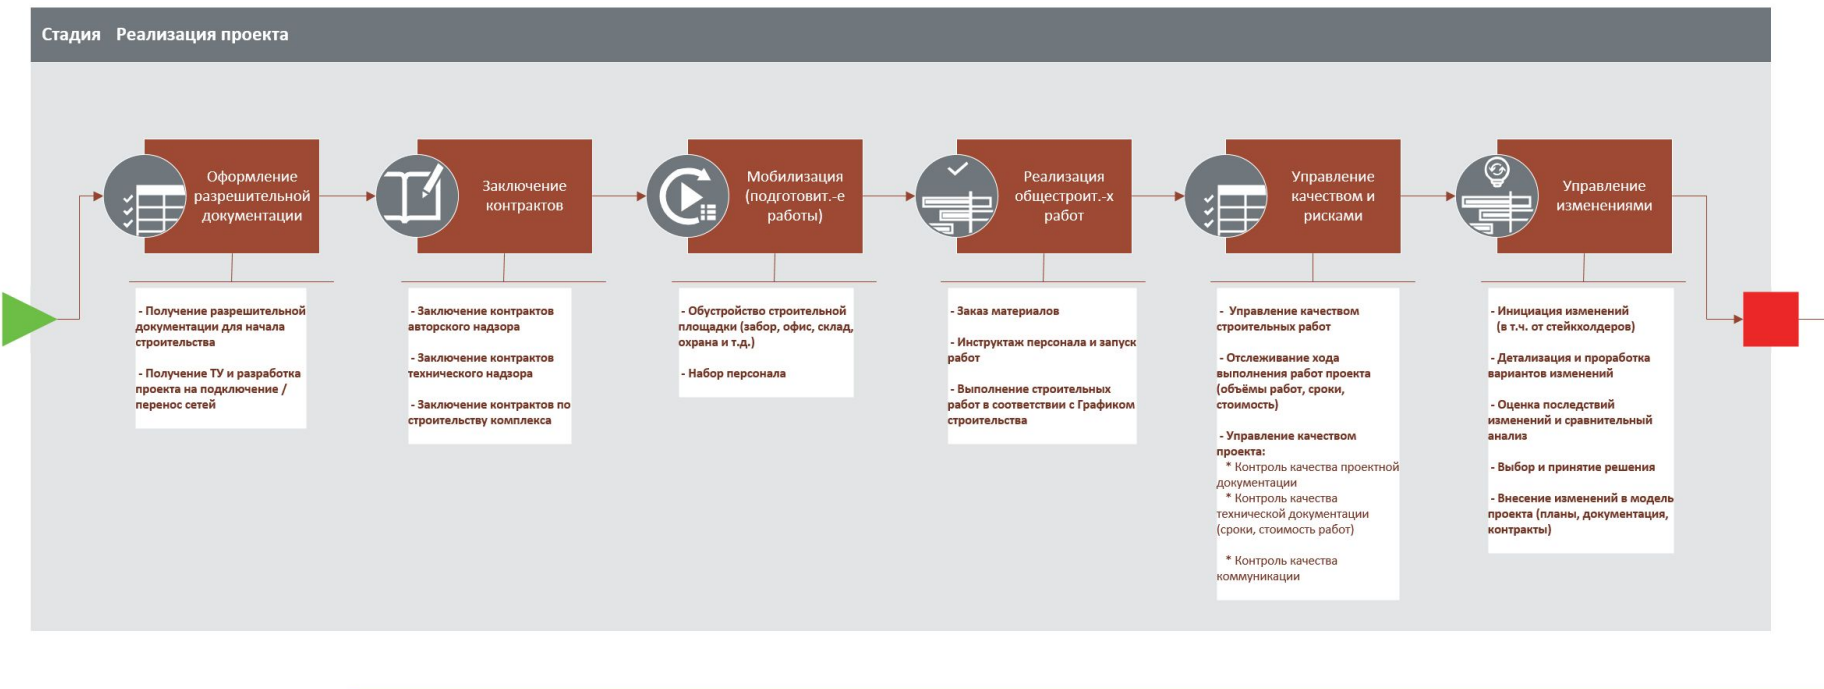 Стадия Реализация проекта
Оформление
разрешительной
документации
Заключение
контрактов
Мобилизация
(подготовит.-е
работы)
Реализация
общестроит.-х
работ
Управление
качеством и
рисками
Управление
изменениями
- Получение разрешительной
документации для начала
строительства
- Получение ТУ и разработка
проекта на подключение /
перенос сетей
- Заключение контрактов
авторского надзора
- Заключение контрактов
технического надзора
- Заключение контрактов по
строительству комплекса
- Обустройство строительной
площадки (забор, офис, склад,
охрана и т.д.)
- Набор персонала
- Заказ материалов
- Инструктаж персонала и запуск
работ
- Выполнение строительных
работ в соответствии с Графиком
строительства
- Управление качеством
строительных работ
- Отслеживание хода
выполнения работ проекта
(объёмы работ, сроки,
стоимость)
- Управление качеством
проекта:
* Контроль качества проектной
документации
* Контроль качества
технической документации
(сроки, стоимость работ)
* Контроль качества
коммуникации
- Инициация изменений
(в т.ч. от стейкхолдеров)
- Детализация и проработка
вариантов изменений
- Оценка последствий
изменений и сравнительный
анализ
- Выбор и принятие решения
- Внесение изменений в модель
проекта (планы, документация,
контракты)